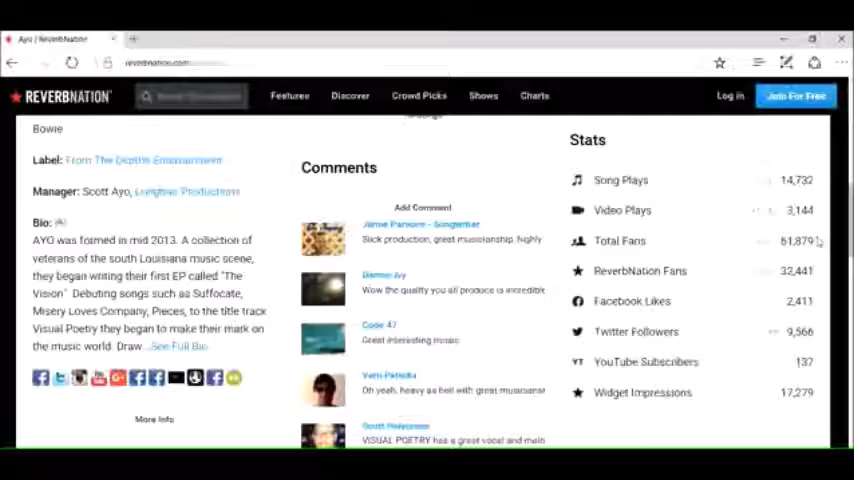 Ayo | ReverbNation
reverbnation.com
REVERBNATION
Features
Discover
Crowd Picks
Shows
Charts
Log in
Join For Free
Bowie
Label: From The Depths Entertainment
Manager: Scott Ayo, Longhair Productions
Bio:
AYO was formed in mid 2013. A collection of
veterans of the south Louisiana music scene,
they began writing their first EP called "The
Vision" Debuting songs such as Suffocate,
Misery Loves Company, Pieces, to the title track
Visual Poetry they began to make their mark on
the music world. Draw ...See Full Bio
More Info
Comments
Add Comment
Jamie Parsons - Songwriter
Slick production, great musicianship, highly
Wow the quality you all produce is incredible
Code 47
Great interesting music
Oh yeah, heavy as hell with great musicianst
Scott
VISUAL POETRY has a great vocal and melo
Stats
Song Plays 14,732
Video Plays 3,144
Total Fans 61,879
ReverbNation Fans 32,441
Facebook Likes 2,411
Twitter Followers 9,566
YT YouTube Subscribers 137
Widget Impressions 17,279